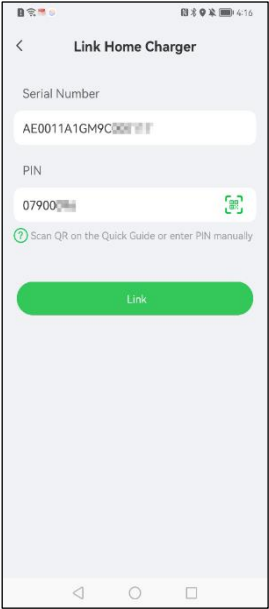 4:16
Link Home Charger
Serial Number
AE0011A1GM9C
PIN
07900
Scan QR on the Quick Guide or enter PIN manually
Link